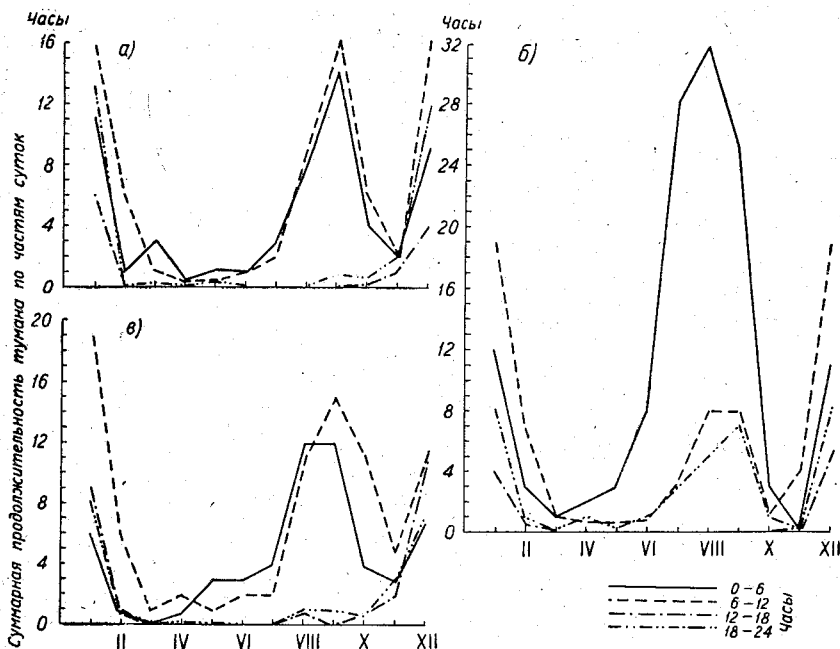 Часы
16
12
8
4
0
а)
Часы
32
28
24
20
16
12
8
4
0
б)
II IV VI VIII X XII
20
16
12
8
4
0
в)
II IV VI VIII X XII
Суммарная продолжительность тумана по частям суток
0-6
6-12
12-18
18-24
Часы